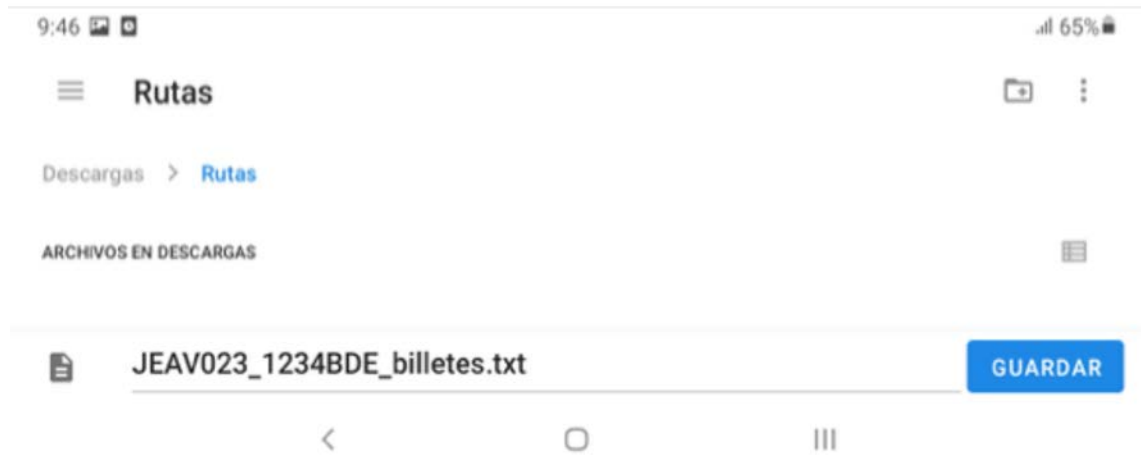 9:46 65%
Rutas
Descargas > Rutas
ARCHIVOS EN DESCARGAS
JEAV023_1234BDE_billetes.txt GUARDAR